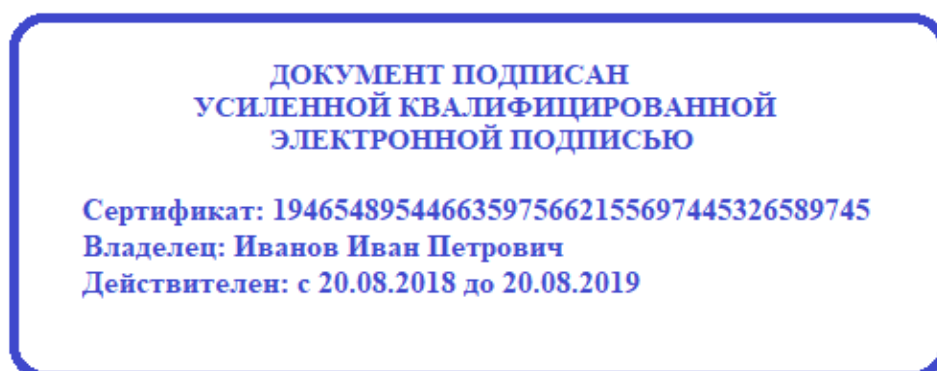 ДОКУМЕНТ ПОДПИСАН
УСИЛЕННОЙ КВАЛИФИЦИРОВАННОЙ
ЭЛЕКТРОННОЙ ПОДПИСЬЮ
Сертификат: 194654895446635975662155697445326589745
Владелец: Иванов Иван Петрович
Действителен: с 20.08.2018 до 20.08.2019